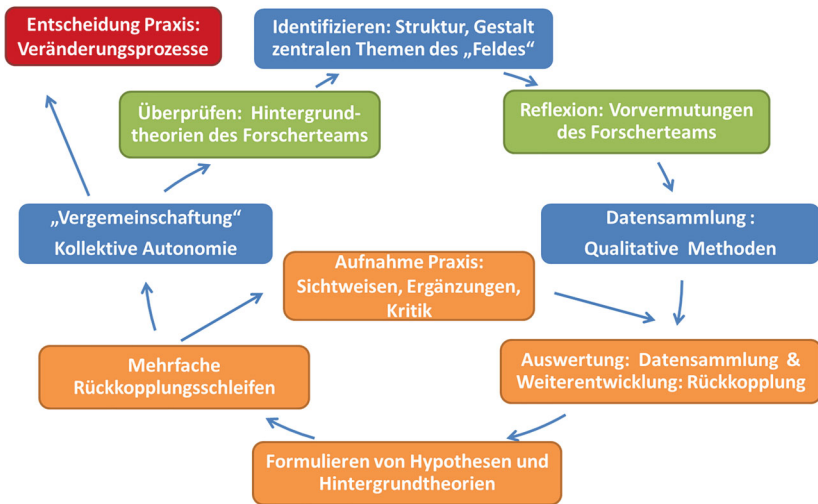 Entscheidung Praxis:
Veränderungsprozesse
Identifizieren: Struktur, Gestalt
zentralen Themen des „Feldes“
Überprüfen: Hintergrund-
theorien des Forscherteams
Reflexion: Vorvermutungen
des Forscherteams
„Vergemeinschaftung“
Kollektive Autonomie
Datensammlung :
Qualitative Methoden
Aufnahme Praxis:
Sichtweisen, Ergänzungen,
Kritik
Mehrfache
Rückkopplungsschleifen
Auswertung: Datensammlung &
Weiterentwicklung: Rückkopplung
Formulieren von Hypothesen und
Hintergrundtheorien